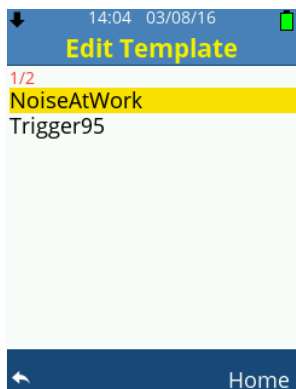 14:04 03/08/16
Edit Template
1/2
NoiseAtWork
Trigger95
Home